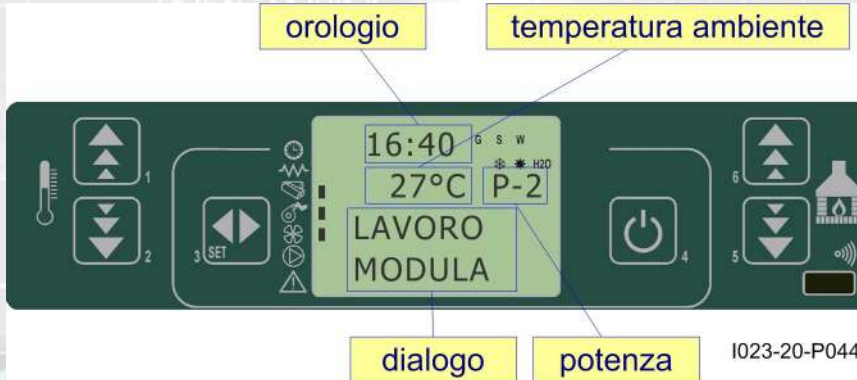 orologio temperatura ambiente
16:40 G S W
H2O
27°C P-2
LAVORO
MODULA
1
2
3 SET
4
6
5
dialogo potenza
I023-20-P044